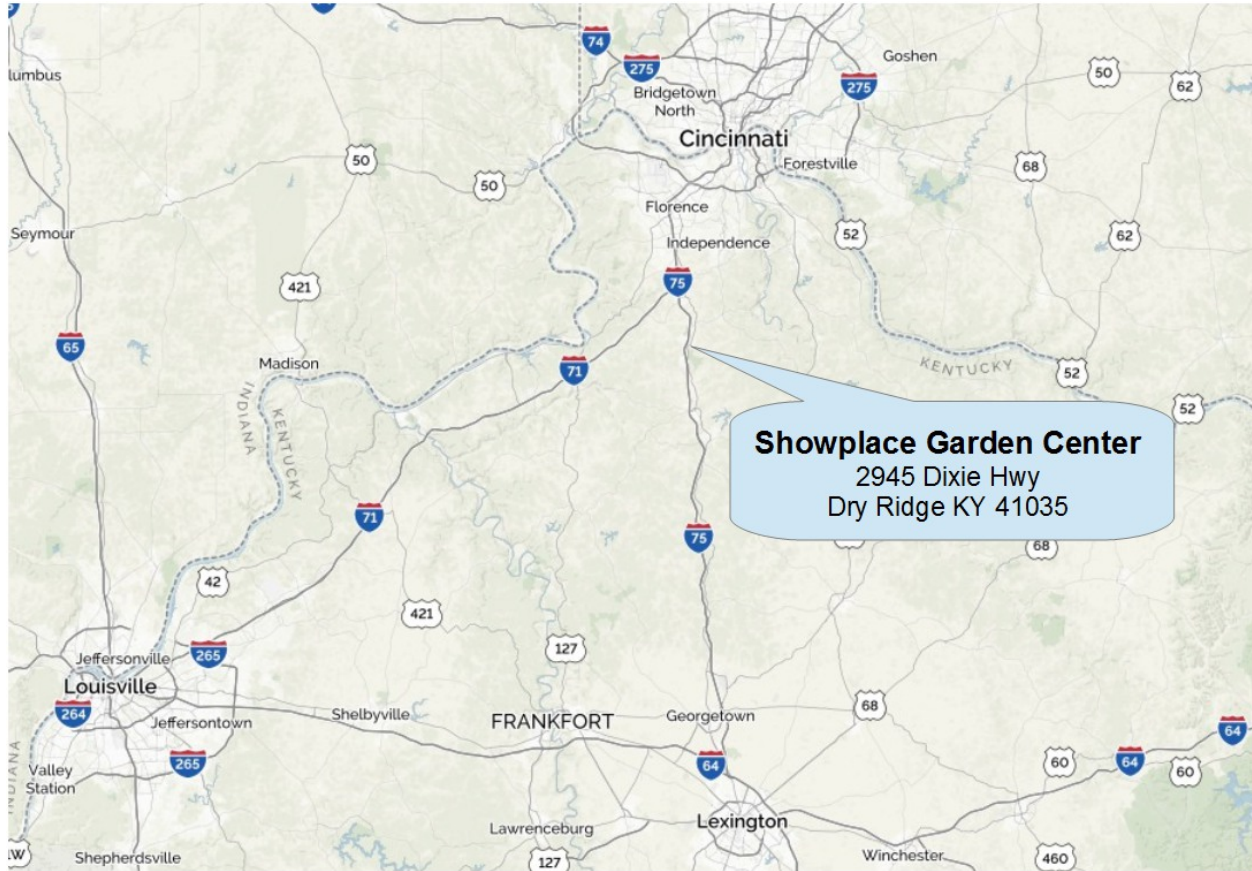 74
275
Goshen
lumbus
50
62
Bridgetown
North
275
Cincinnati
50
68
Forestville
50
Florence
Seymour
Independence
52
62
421
75
65
Madison
71
KENTUCKY
52
INDIANA
KENTUCKY
52
Showplace Garden Center
2945 Dixie Hwy
Dry Ridge KY 41035
71
75
68
42
421
127
265
Jeffersonville
Louisville
264
Jeffersontown
Shelbyville
FRANKFORT
Georgetown
68
64
265
64
60
64
60
Valley
Station
INDIANA
Lexington
Lawrenceburg
Shepherdsville
127
Winchester
460